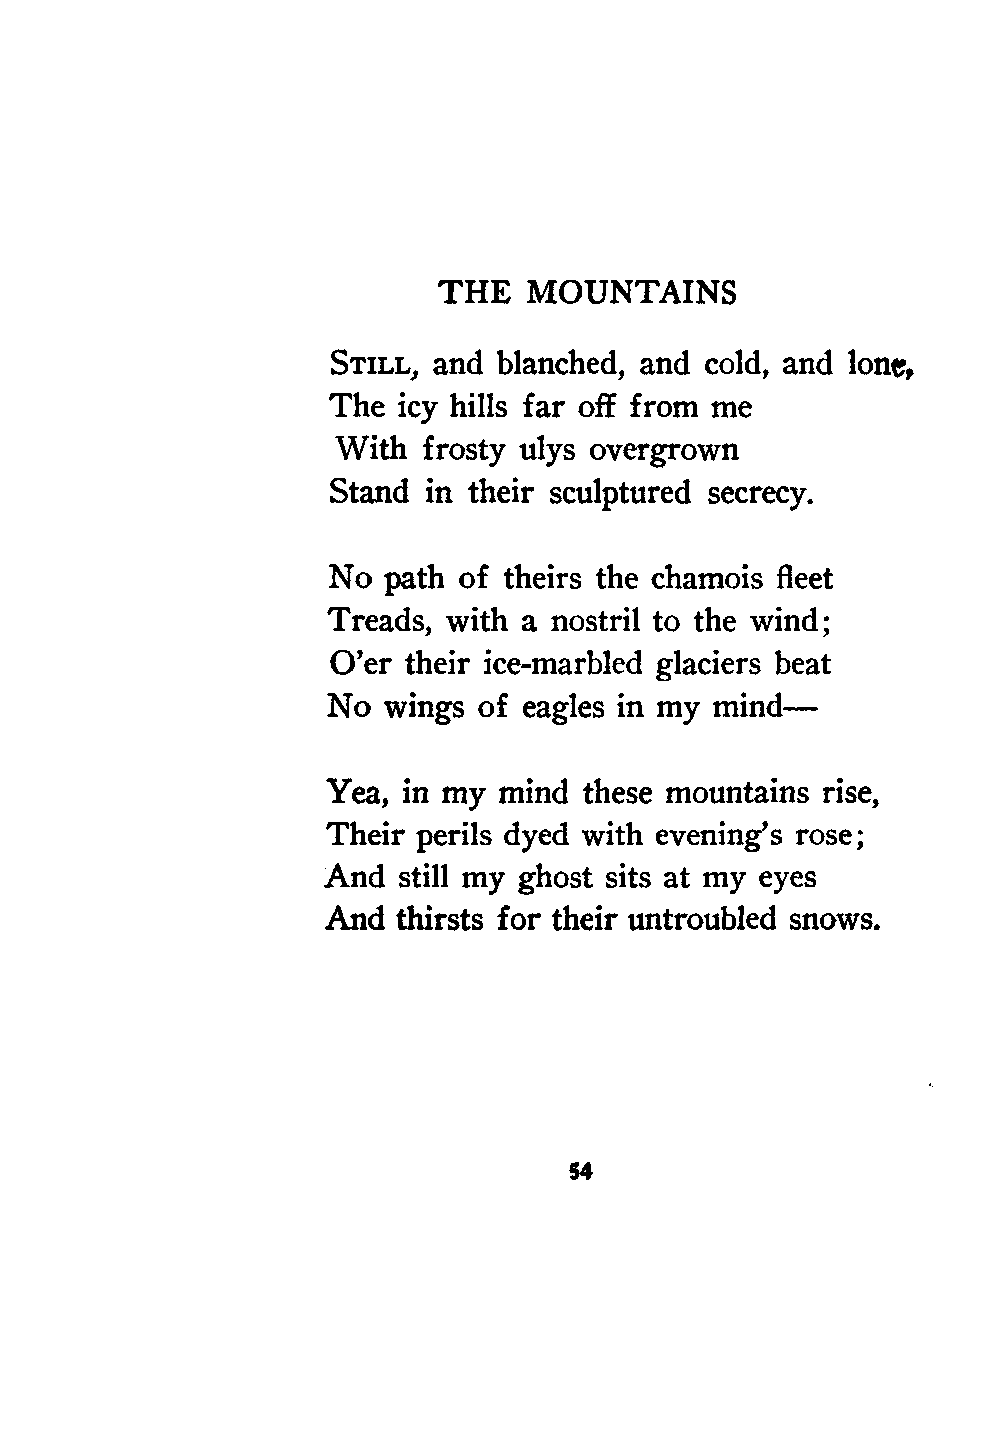 THE MOUNTAINS
STILL, and blanched, and cold, and lone,
The icy hills far off from me
With frosty ulys overgrown
Stand in their sculptured secrecy.
No path of theirs the chamois fleet
Treads, with a nostril to the wind;
O'er their ice-marbled glaciers beat
No wings of eagles in my mind—
Yea, in my mind these mountains rise,
Their perils dyed with evening's rose;
And still my ghost sits at my eyes
And thirsts for their untroubled snows.
54